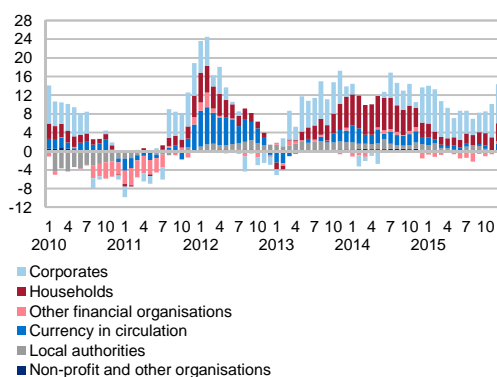 28
24
20
16
12
8
4
0
-4
-8
-12
1 4 7 10 1 4 7 10 1 4 7 10 1 4 7 10 1 4 7 10 1 4 7 10
2010 2011 2012 2013 2014 2015
Corporates
Households
Other financial organisations
Currency in circulation
Local authorities
Non-profit and other organisations